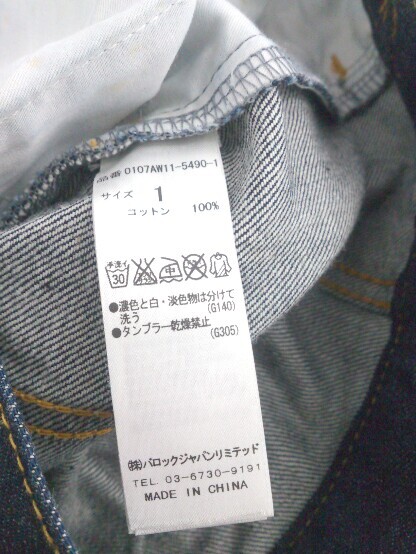 品番 0107AW11-5490-1
サイズ 1
コットン 100%
手洗イ
30
●濃色と白・淡色物は分けて
洗う (G140)
●タンブラー乾燥禁止
(G305)
㈱バロックジャパンリミテッド
TEL 03-6730-9191
MADE IN CHINA